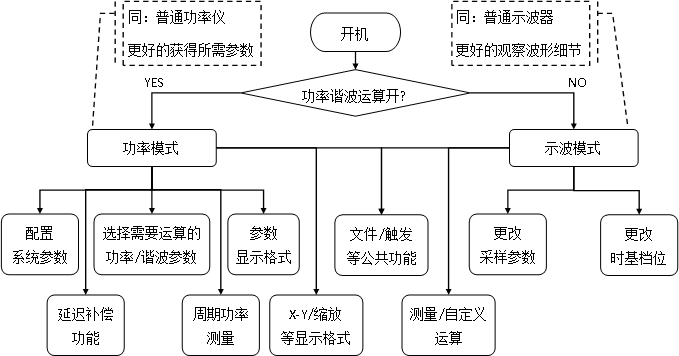 同：普通功率仪
更好的获得所需参数
开机
同：普通示波器
更好的观察波形细节
YES
功率谐波运算开?
NO
功率模式
示波模式
配置
系统参数
选择需要运算的
功率/谐波参数
参数
显示格式
文件/触发
等公共功能
更改
采样参数
更改
时基档位
延迟补偿
功能
周期功率
测量
X-Y/缩放
等显示格式
测量/自定义
运算